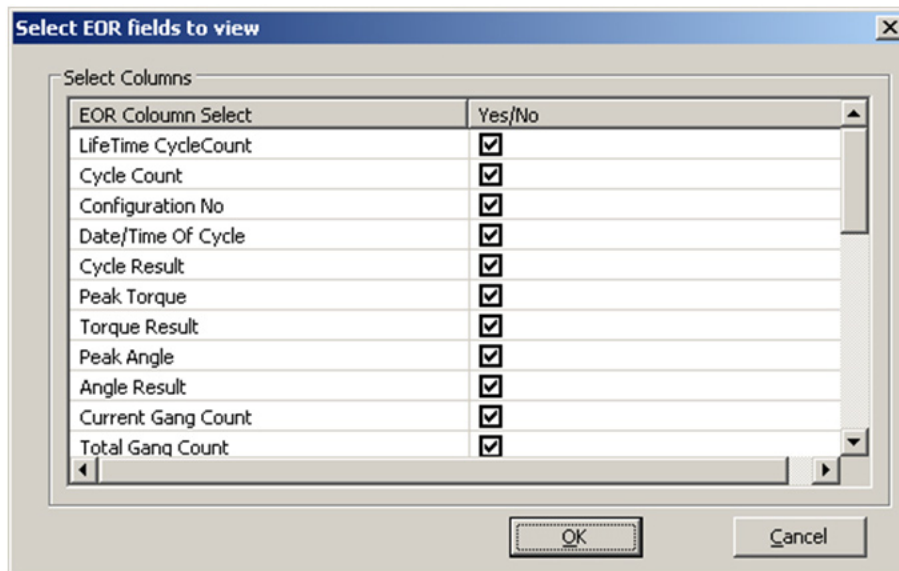 Select EOR fields to view
Select Columns
EOR Coloumn Select Yes/No
LifeTime CycleCount
Cycle Count
Configuration No
Date/Time Of Cycle
Cycle Result
Peak Torque
Torque Result
Peak Angle
Angle Result
Current Gang Count
Total Gang Count
OK Cancel